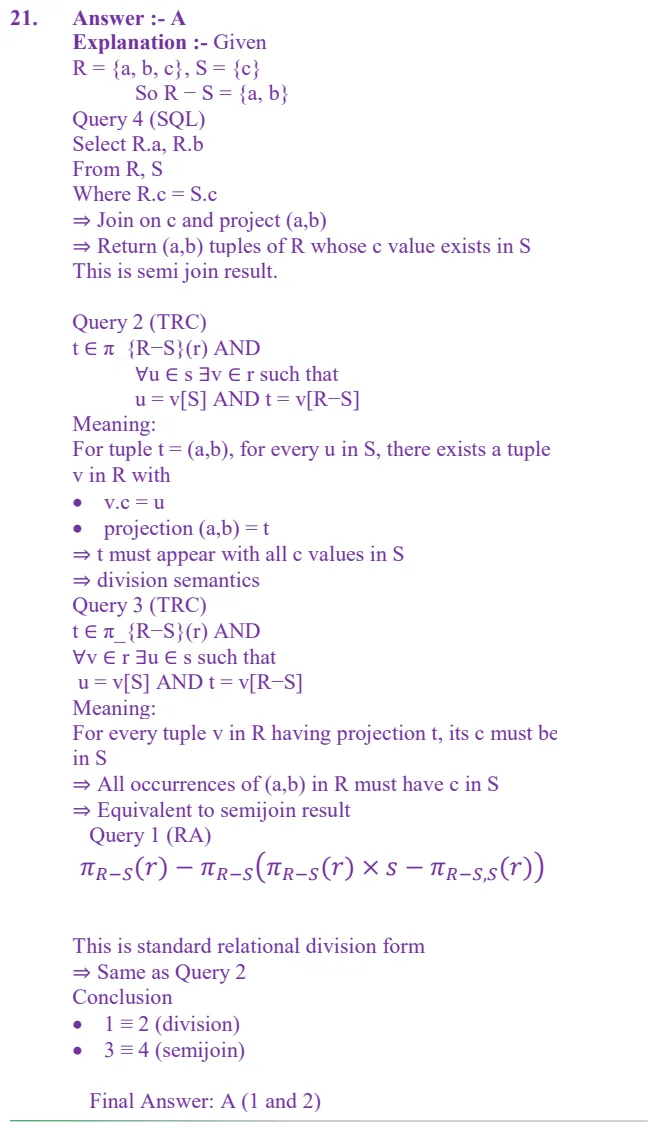 21. Answer :- A
Explanation :- Given
R = {a, b, c}, S = {c}
So R − S = {a, b}
Query 4 (SQL)
Select R.a, R.b
From R, S
Where R.c = S.c
⇒ Join on c and project (a,b)
⇒ Return (a,b) tuples of R whose c value exists in S
This is semi join result.
Query 2 (TRC)
t ∈ π_{R−S}(r) AND
∀u ∈ s ∃v ∈ r such that
u = v[S] AND t = v[R−S]
Meaning:
For tuple t = (a,b), for every u in S, there exists a tuple
v in R with
• v.c = u
• projection (a,b) = t
⇒ t must appear with all c values in S
⇒ division semantics
Query 3 (TRC)
t ∈ π_{R−S}(r) AND
∀v ∈ r ∃u ∈ s such that
u = v[S] AND t = v[R−S]
Meaning:
For every tuple v in R having projection t, its c must be
in S
⇒ All occurrences of (a,b) in R must have c in S
⇒ Equivalent to semijoin result
Query 1 (RA)
π_{R−S}(r) − π_{R−S}(π_{R−S}(r) × s − π_{R−S,S}(r))
This is standard relational division form
⇒ Same as Query 2
Conclusion
• 1 ≡ 2 (division)
• 3 ≡ 4 (semijoin)
Final Answer: A (1 and 2)